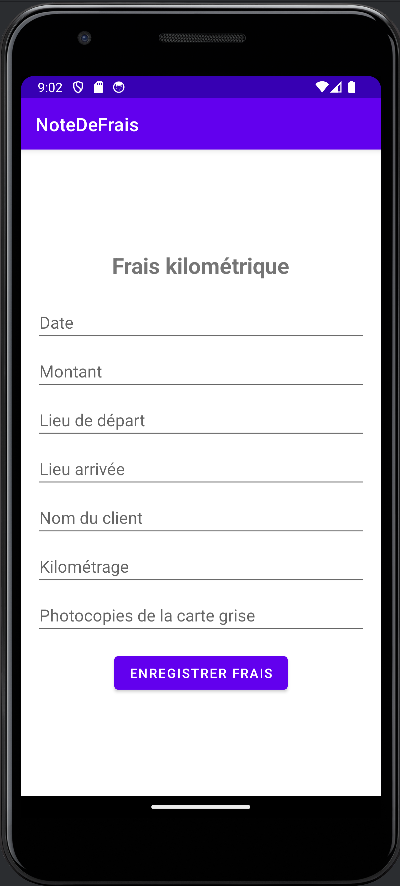 9:02
NoteDeFrais
Frais kilométrique
Date
Montant
Lieu de départ
Lieu arrivée
Nom du client
Kilométrage
Photocopies de la carte grise
ENREGISTRER FRAIS